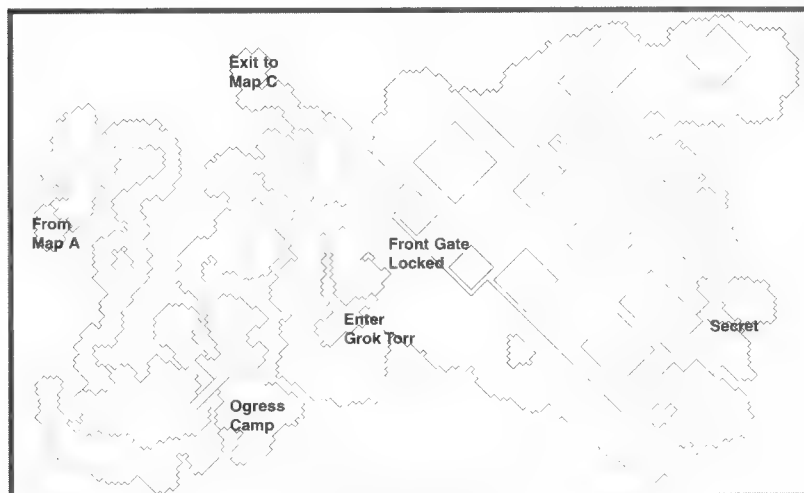 Exit to
Map C
From
Map A
Front Gate
Locked
Enter
Grok Torr
Secret
Ogress
Camp